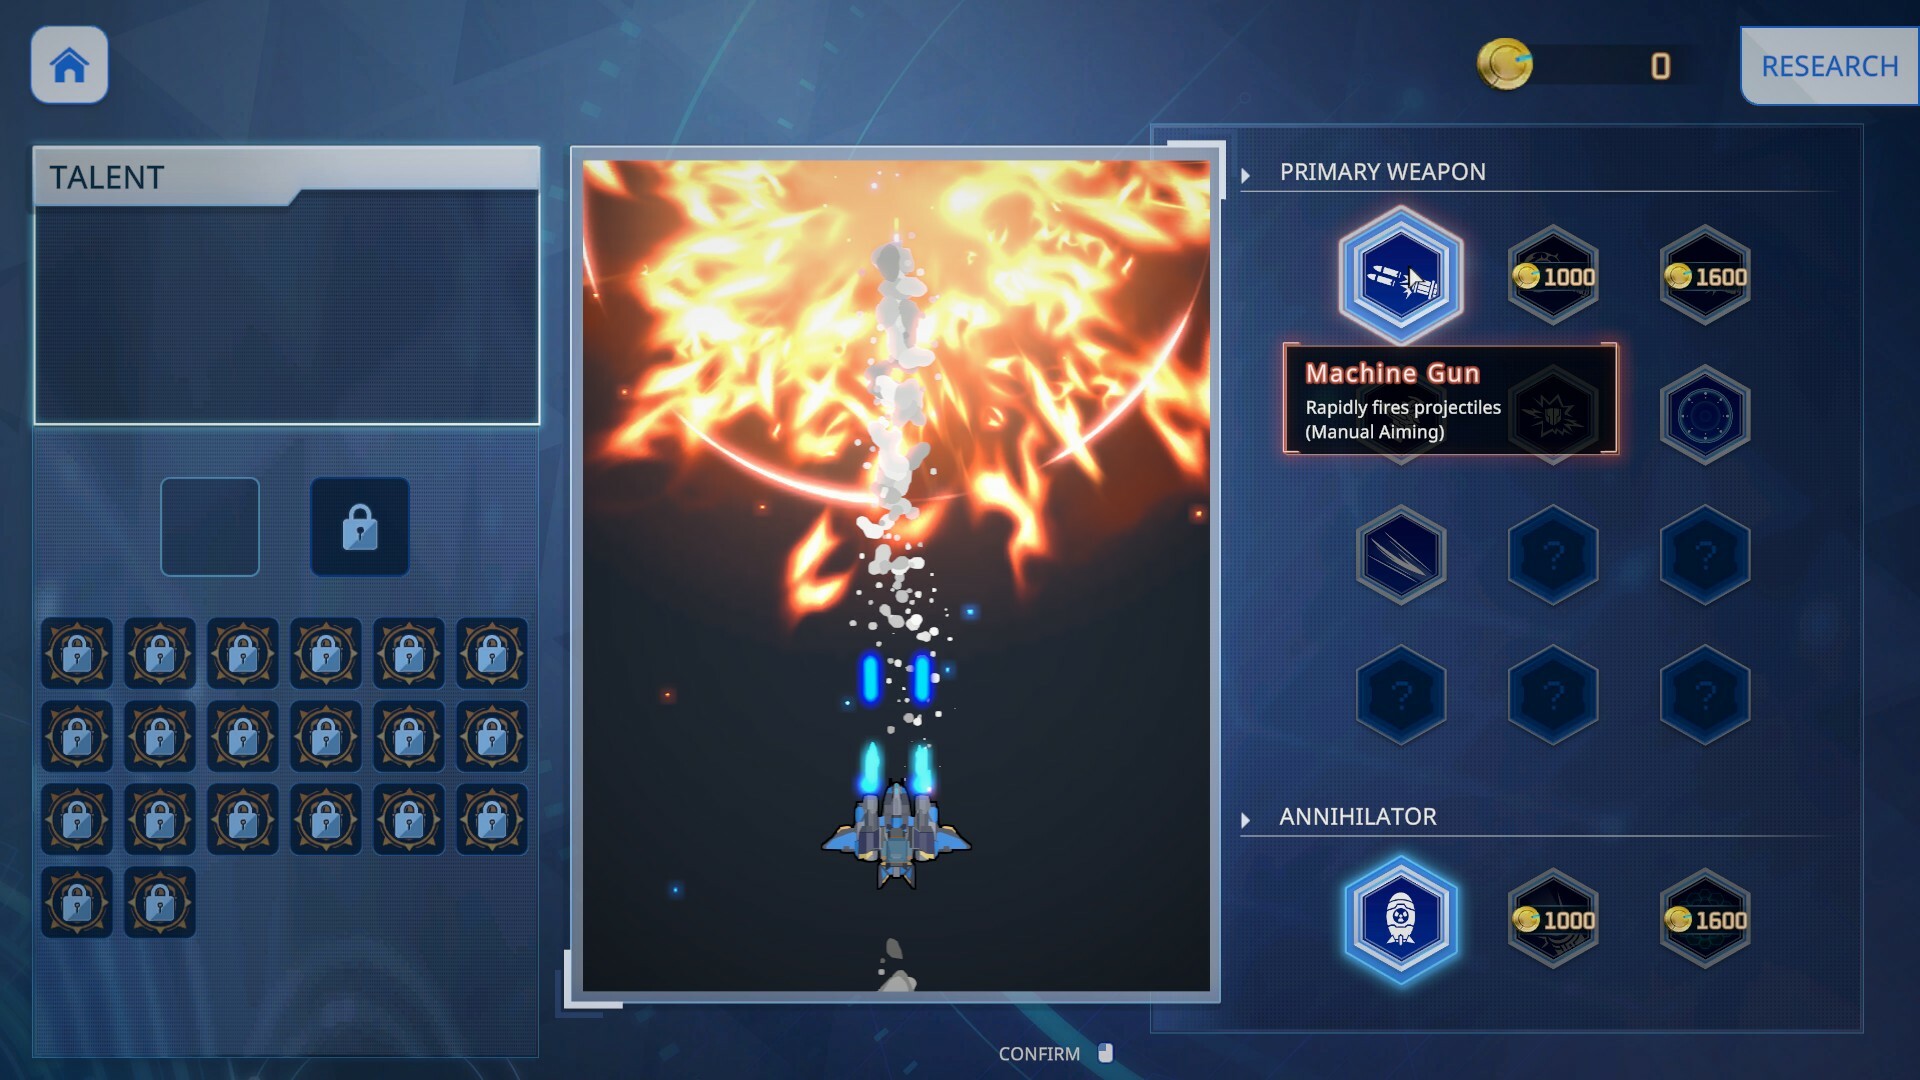 0
RESEARCH
TALENT
PRIMARY WEAPON
1000
1600
Machine Gun
Rapidly fires projectiles
(Manual Aiming)
?
?
?
?
?
ANNIHILATOR
1000
1600
CONFIRM